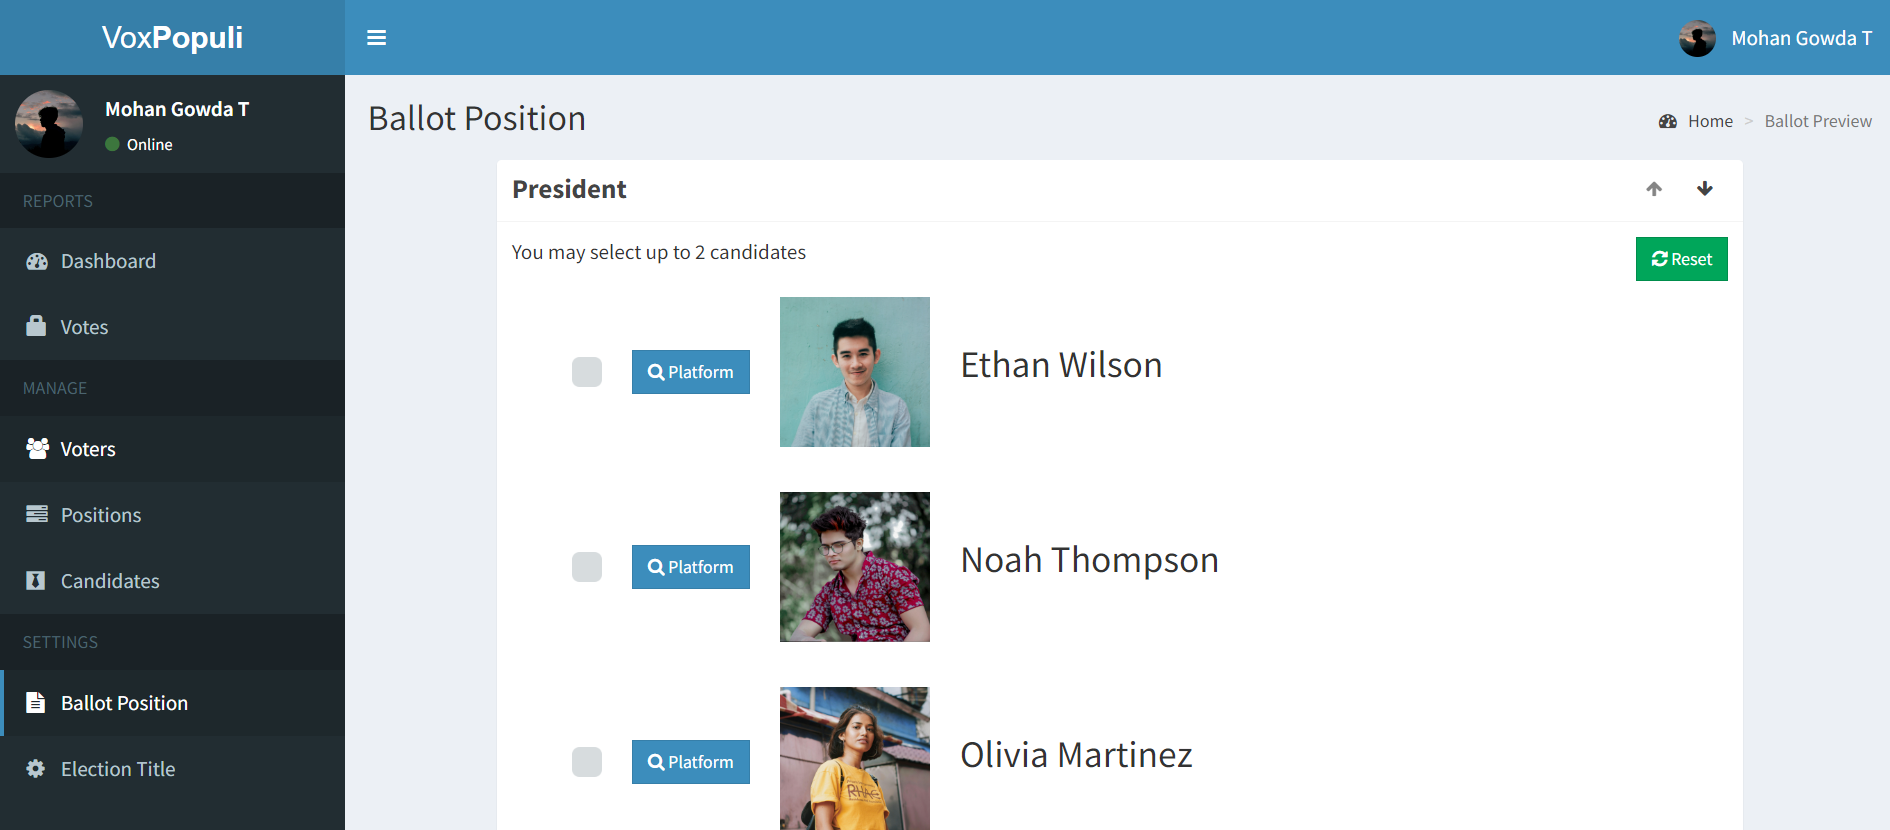 VoxPopuli
Mohan Gowda T
Mohan Gowda T
Online
REPORTS
Dashboard
Votes
MANAGE
Voters
Positions
Candidates
SETTINGS
Ballot Position
Election Title
Ballot Position
Home > Ballot Preview
President
You may select up to 2 candidates
Reset
Platform
Ethan Wilson
Platform
Noah Thompson
Platform
Olivia Martinez